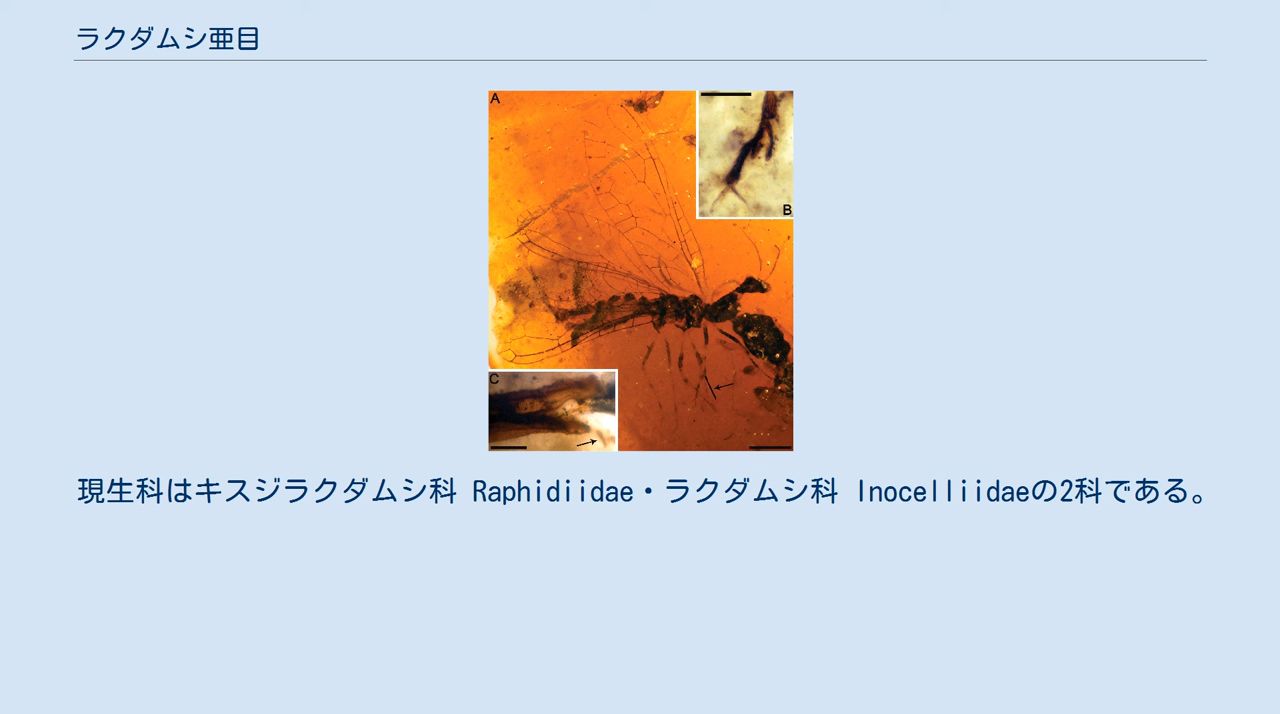 ラクダムシ亜目
A
B
C
現生科はキスジラクダムシ科 Raphidiidae・ラクダムシ科 Inocelliidaeの2科である。